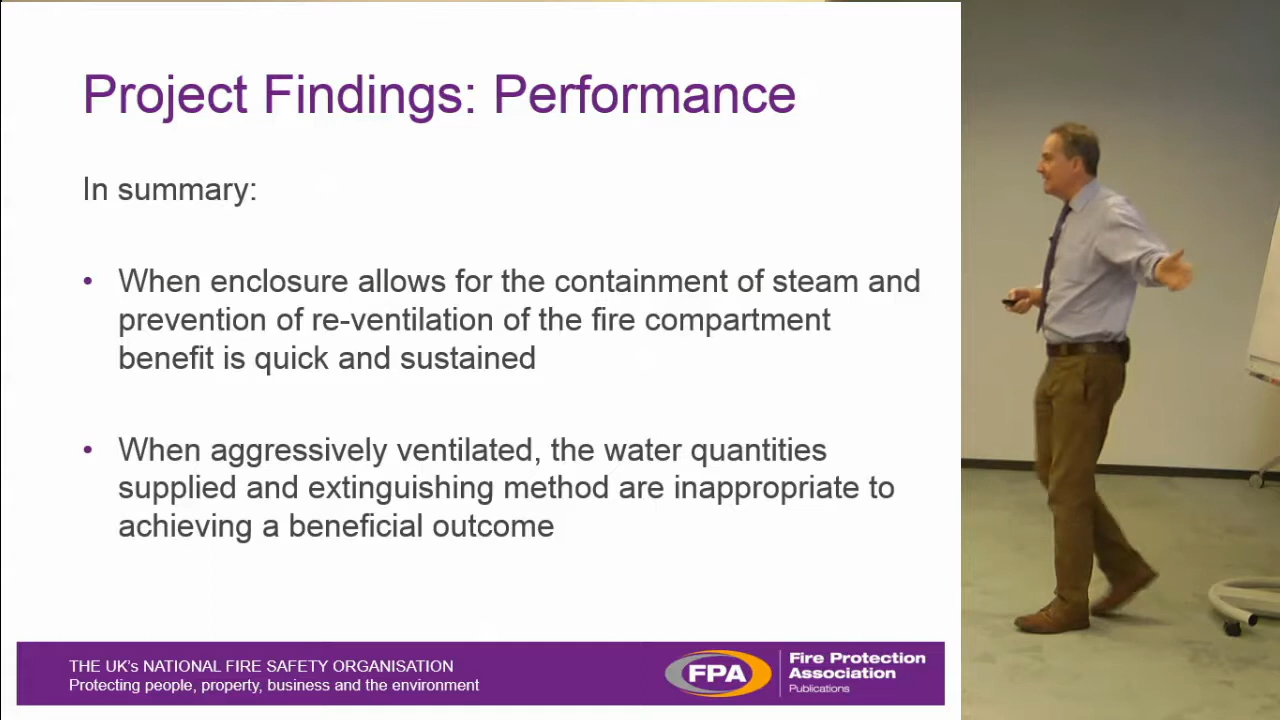 Project Findings: Performance
In summary:
• When enclosure allows for the containment of steam and
prevention of re-ventilation of the fire compartment
benefit is quick and sustained
• When aggressively ventilated, the water quantities
supplied and extinguishing method are inappropriate to
achieving a beneficial outcome
THE UK's NATIONAL FIRE SAFETY ORGANISATION
Protecting people, property, business and the environment
FPA
Fire Protection
Association
Publications